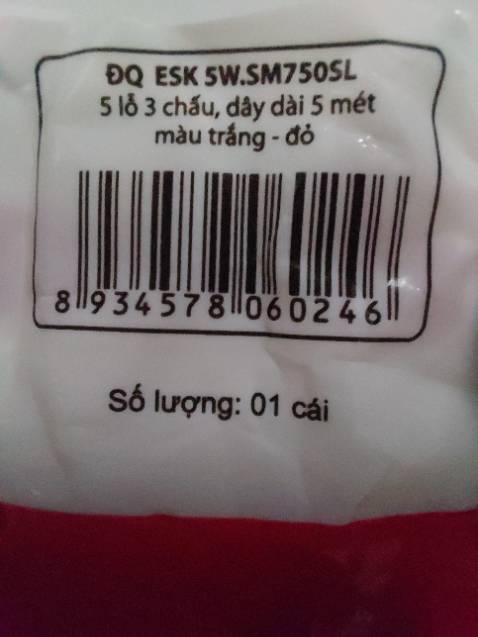 ĐQ ESK 5W.SM750SL
5 lỗ 3 chấu, dây dài 5 mét
màu trắng - đỏ
8 934578 060246
Số lượng: 01 cái